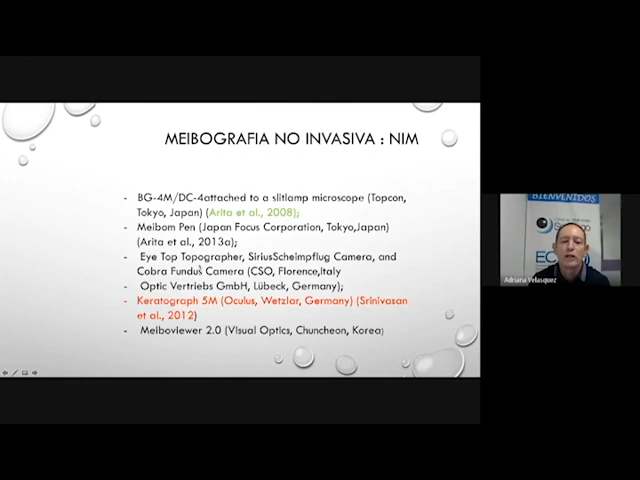 MEIBOGRAFIA NO INVASIVA : NIM
- BG-4M/DC-4attached to a slitlamp microscope (Topcon,
Tokyo, Japan) (Arita et al., 2008);
- Meibom Pen (Japan Focus Corporation, Tokyo,Japan)
(Arita et al., 2013a);
- Eye Top Topographer, SiriusScheimpflug Camera, and
Cobra Fundus Camera (CSO, Florence,Italy
- Optic Vertriebs GmbH, Lübeck, Germany);
- Keratograph 5M (Oculus, Wetzlar, Germany) (Srinivasan
et al., 2012)
- Meiboviewer 2.0 (Visual Optics, Chuncheon, Korea)
BIENVENIDOS
Adriana Velasquez